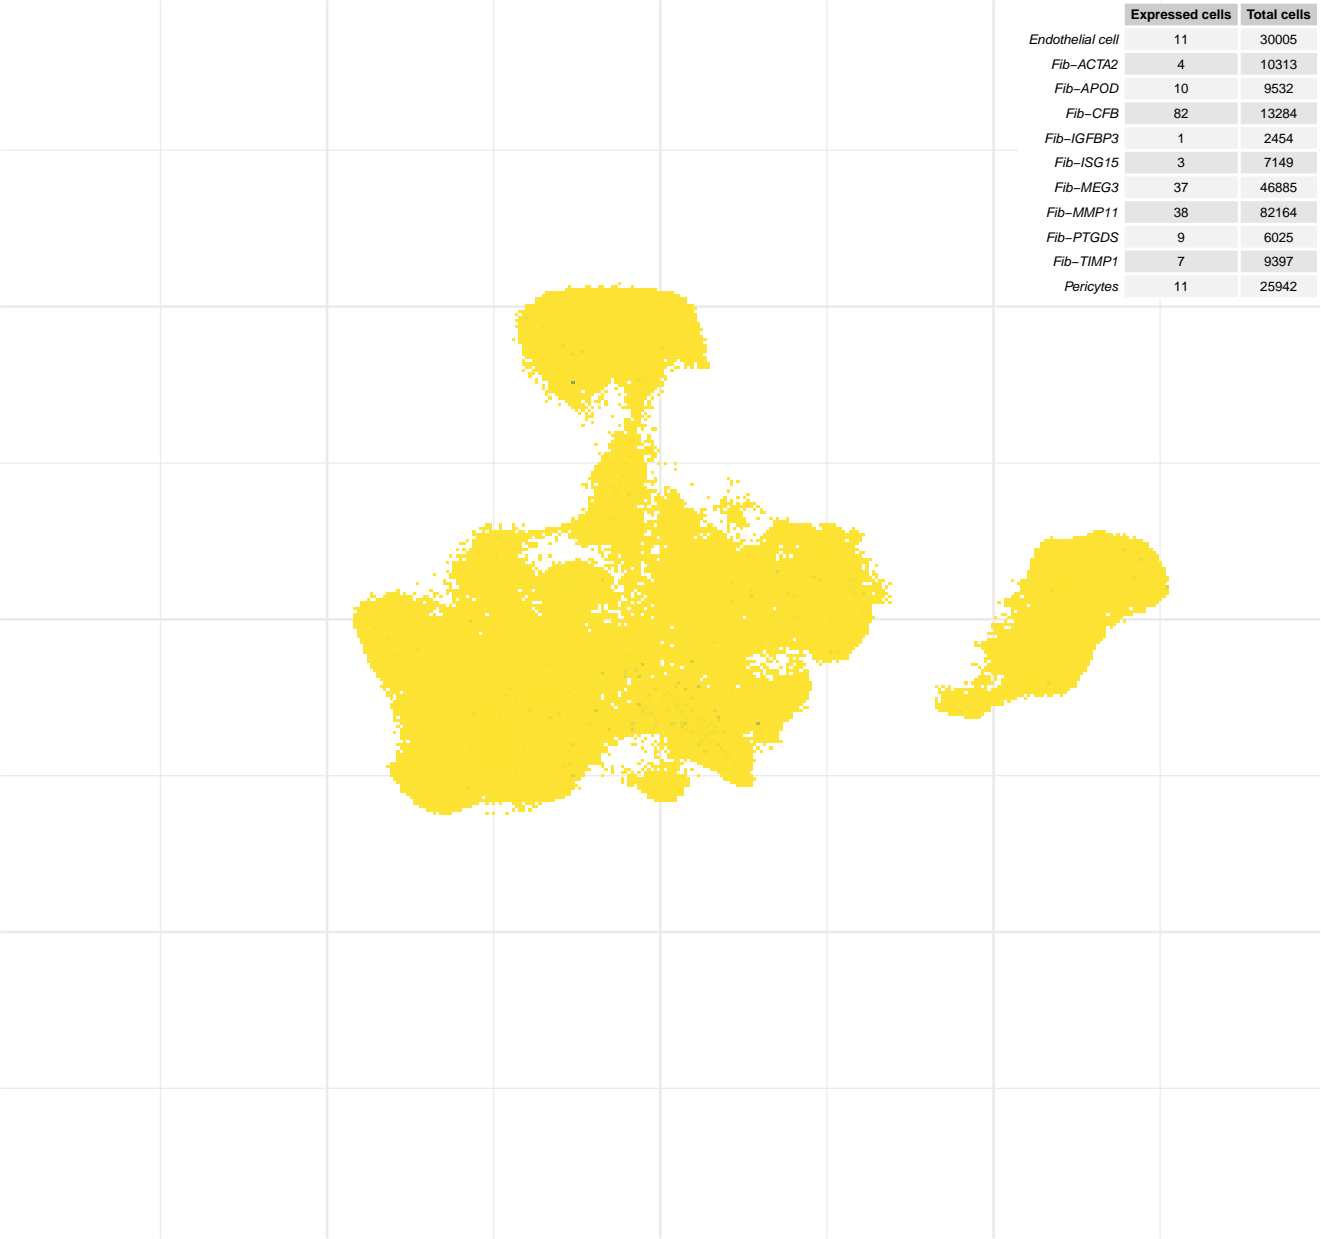 Expressed cells Total cells
Endothelial cell 11 30005
Fib−ACTA2 4 10313
Fib−APOD 10 9532
Fib−CFB 82 13284
Fib−IGFBP3 1 2454
Fib−ISG15 3 7149
Fib−MEG3 37 46885
Fib−MMP11 38 82164
Fib−PTGDS 9 6025
Fib−TIMP1 7 9397
Pericytes 11 25942